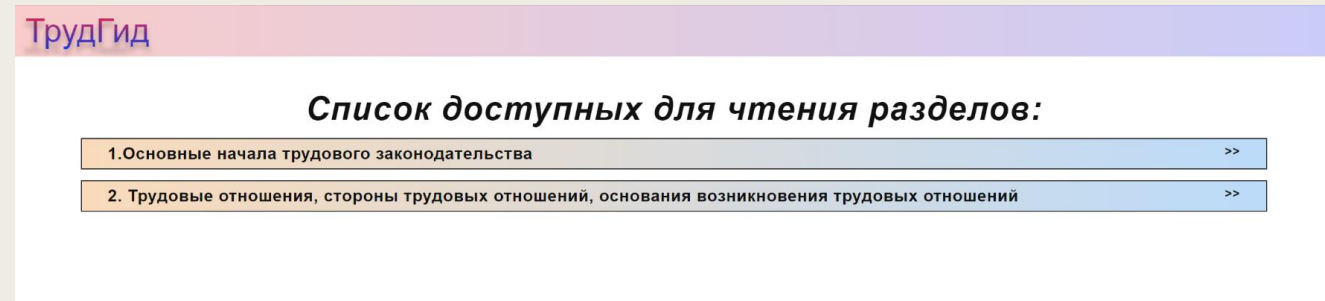 ТрудГид
Список доступных для чтения разделов:
1.Основные начала трудового законодательства >>
2. Трудовые отношения, стороны трудовых отношений, основания возникновения трудовых отношений >>